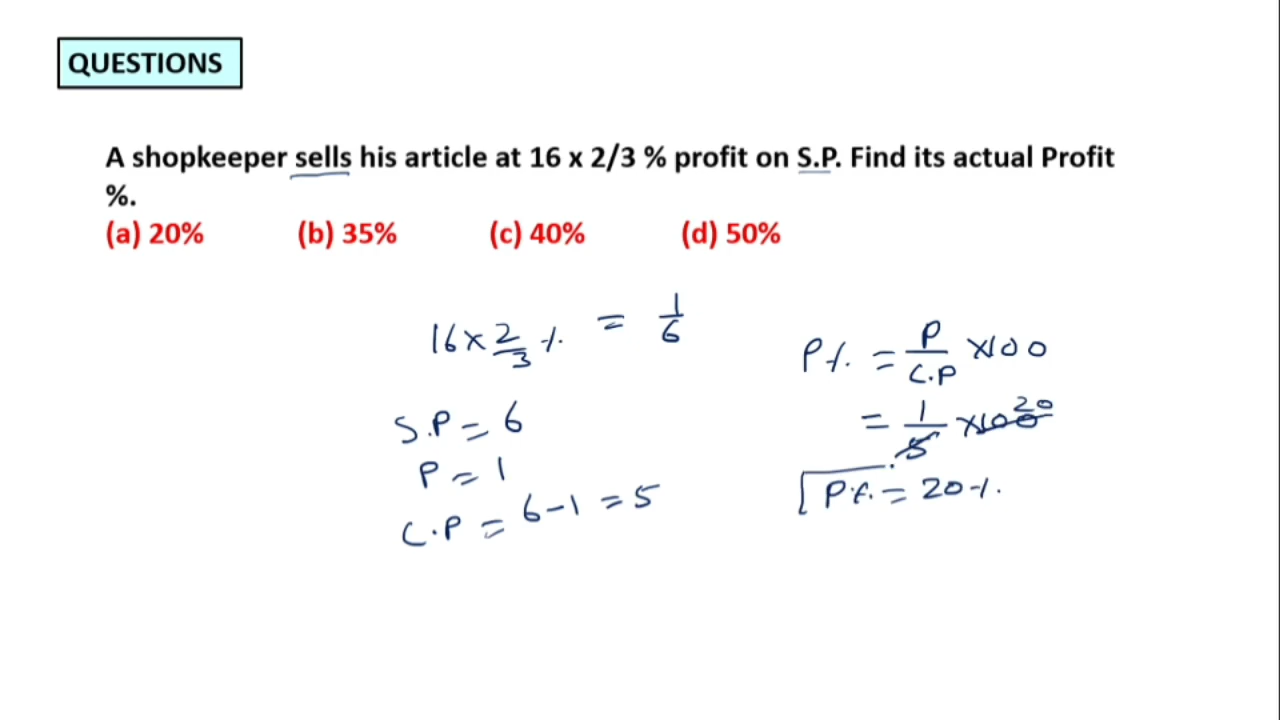 QUESTIONS
A shopkeeper sells his article at 16 x 2/3 % profit on S.P. Find its actual Profit
%.
(a) 20% (b) 35% (c) 40% (d) 50%
16 x 2/3 % = 1/6
S.P = 6
P = 1
C.P = 6-1 = 5
P%. = P/C.P x100
= 1/5 x100 20
P%. = 20%.